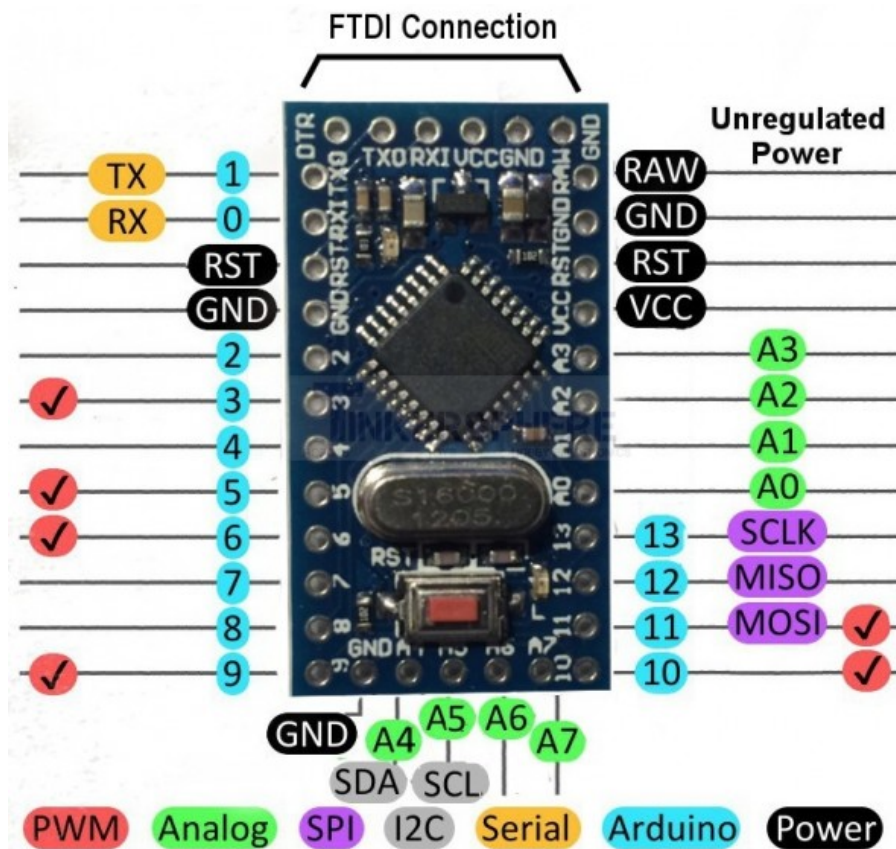 FTDI Connection
Unregulated
Power
DTR TXO RXI VCC GND GND
TX 1 TXO RAW RAW
RX 0 RXI GND GND
RST RST RST RST
GND GND VCC VCC
2 2 A3 A3
✓ 3 3 A2 A2
4 4 A1 A1
✓ 5 5 A0 A0
S16000
1205.
✓ 6 6 13 13 SCLK
RST
7 7 12 12 MISO
8 8 11 11 MOSI ✓
✓ 9 9 10 10 ✓
GND A4 A5 A6 A7
GND A4 A5 A6 A7
SDA SCL
PWM Analog SPI I2C Serial Arduino Power